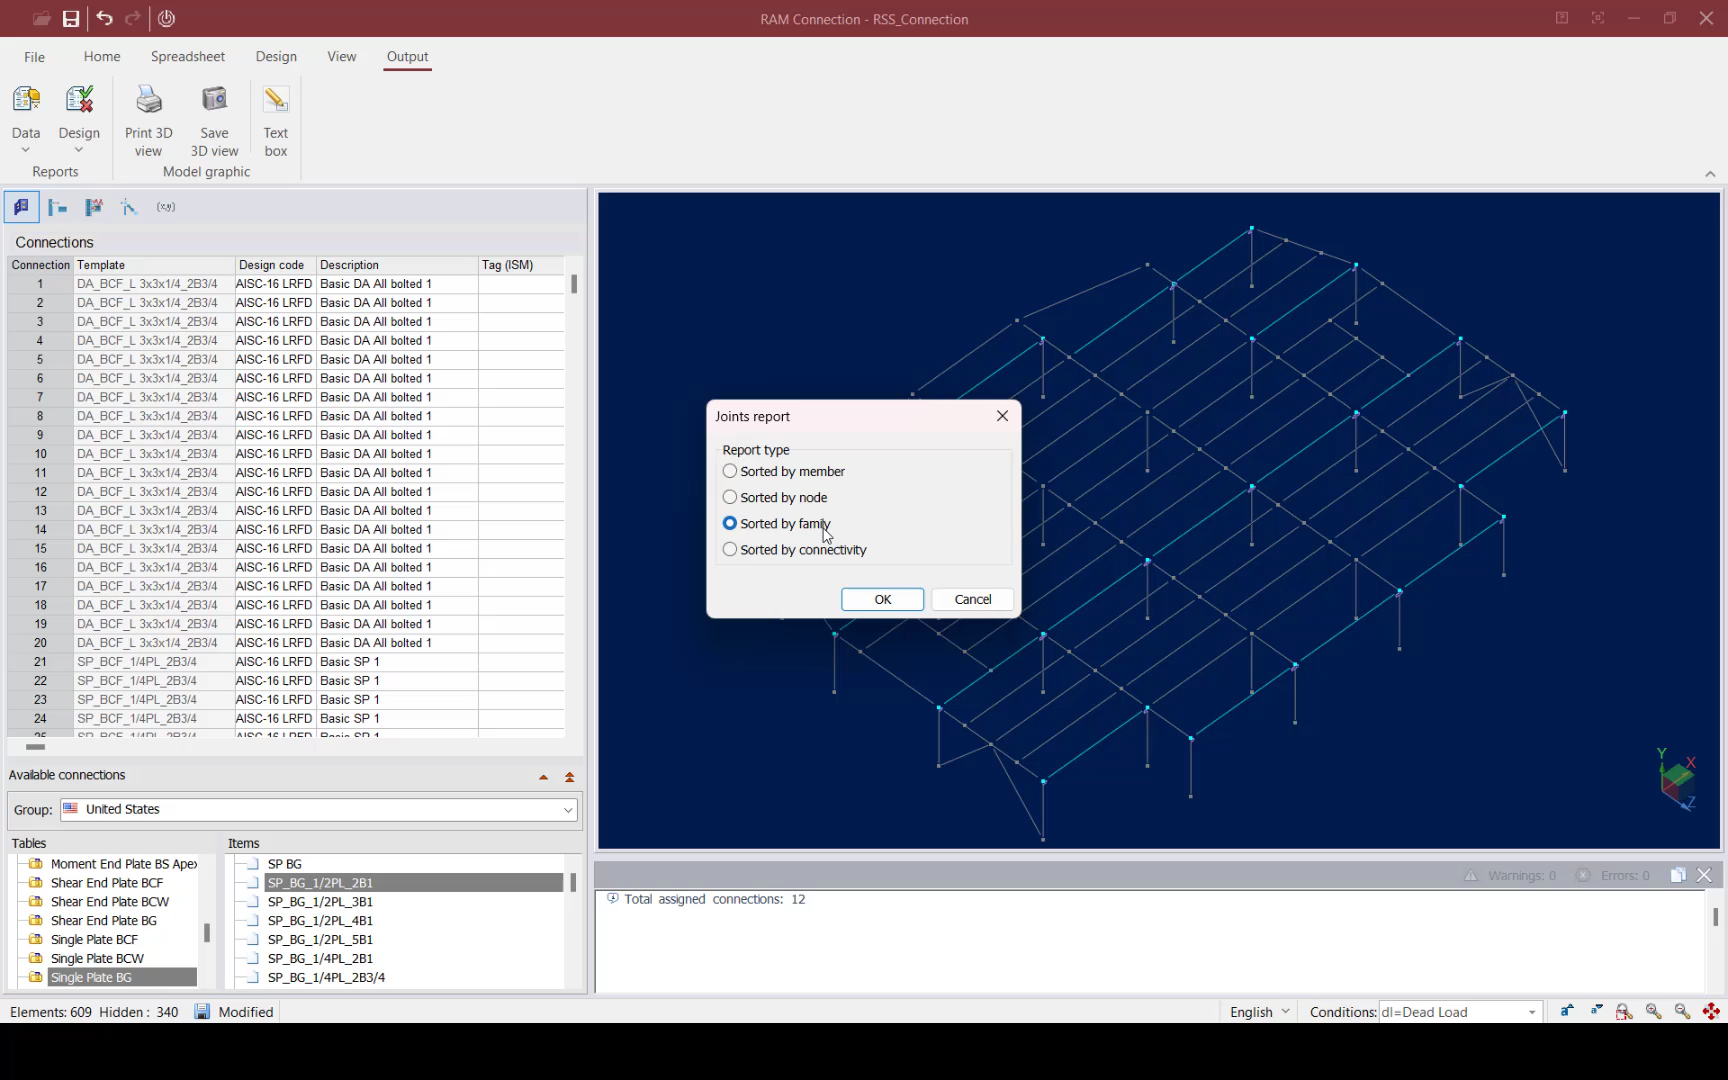 RAM Connection - RSS_Connection
File Home Spreadsheet Design View Output
Data Design Print 3D view Save 3D view Text box
Reports Model graphic
(x,y)
Connections
Connection Template Design code Description Tag (ISM)
1 DA_BCF_L 3x3x1/4_2B3/4 AISC-16 LRFD Basic DA All bolted 1
2 DA_BCF_L 3x3x1/4_2B3/4 AISC-16 LRFD Basic DA All bolted 1
3 DA_BCF_L 3x3x1/4_2B3/4 AISC-16 LRFD Basic DA All bolted 1
4 DA_BCF_L 3x3x1/4_2B3/4 AISC-16 LRFD Basic DA All bolted 1
5 DA_BCF_L 3x3x1/4_2B3/4 AISC-16 LRFD Basic DA All bolted 1
6 DA_BCF_L 3x3x1/4_2B3/4 AISC-16 LRFD Basic DA All bolted 1
7 DA_BCF_L 3x3x1/4_2B3/4 AISC-16 LRFD Basic DA All bolted 1
8 DA_BCF_L 3x3x1/4_2B3/4 AISC-16 LRFD Basic DA All bolted 1
9 DA_BCF_L 3x3x1/4_2B3/4 AISC-16 LRFD Basic DA All bolted 1
10 DA_BCF_L 3x3x1/4_2B3/4 AISC-16 LRFD Basic DA All bolted 1
11 DA_BCF_L 3x3x1/4_2B3/4 AISC-16 LRFD Basic DA All bolted 1
12 DA_BCF_L 3x3x1/4_2B3/4 AISC-16 LRFD Basic DA All bolted 1
13 DA_BCF_L 3x3x1/4_2B3/4 AISC-16 LRFD Basic DA All bolted 1
14 DA_BCF_L 3x3x1/4_2B3/4 AISC-16 LRFD Basic DA All bolted 1
15 DA_BCF_L 3x3x1/4_2B3/4 AISC-16 LRFD Basic DA All bolted 1
16 DA_BCF_L 3x3x1/4_2B3/4 AISC-16 LRFD Basic DA All bolted 1
17 DA_BCF_L 3x3x1/4_2B3/4 AISC-16 LRFD Basic DA All bolted 1
18 DA_BCF_L 3x3x1/4_2B3/4 AISC-16 LRFD Basic DA All bolted 1
19 DA_BCF_L 3x3x1/4_2B3/4 AISC-16 LRFD Basic DA All bolted 1
20 DA_BCF_L 3x3x1/4_2B3/4 AISC-16 LRFD Basic DA All bolted 1
21 SP_BCF_1/4PL_2B3/4 AISC-16 LRFD Basic SP 1
22 SP_BCF_1/4PL_2B3/4 AISC-16 LRFD Basic SP 1
23 SP_BCF_1/4PL_2B3/4 AISC-16 LRFD Basic SP 1
24 SP_BCF_1/4PL_2B3/4 AISC-16 LRFD Basic SP 1
25 SP_BCF_1/4PL_2B3/4 AISC-16 LRFD Basic SP 1
Joints report
Report type
Sorted by member
Sorted by node
Sorted by family
Sorted by connectivity
OK Cancel
Y X Z
Available connections
Group: United States
Tables Items
Moment End Plate BS Apex
Shear End Plate BCF
Shear End Plate BCW
Shear End Plate BG
Single Plate BCF
Single Plate BCW
Single Plate BG
SP BG
SP_BG_1/2PL_2B1
SP_BG_1/2PL_3B1
SP_BG_1/2PL_4B1
SP_BG_1/2PL_5B1
SP_BG_1/4PL_2B1
SP_BG_1/4PL_2B3/4
Warnings: 0 Errors: 0
Total assigned connections: 12
Elements: 609 Hidden : 340 Modified English Conditions: dl=Dead Load